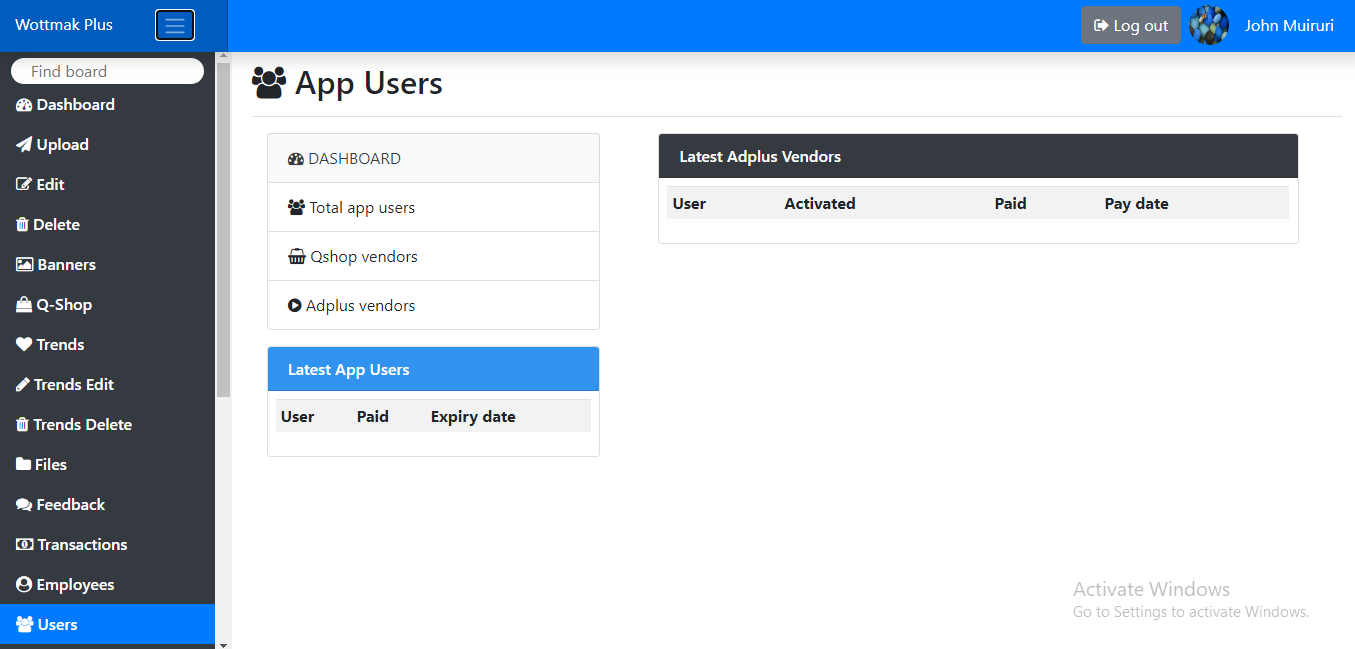 Wottmak Plus
Log out
John Muiruri
Find board
Dashboard
Upload
Edit
Delete
Banners
Q-Shop
Trends
Trends Edit
Trends Delete
Files
Feedback
Transactions
Employees
Users
App Users
DASHBOARD
Total app users
Qshop vendors
Adplus vendors
Latest App Users
User Paid Expiry date
Latest Adplus Vendors
User Activated Paid Pay date
Activate Windows
Go to Settings to activate Windows.